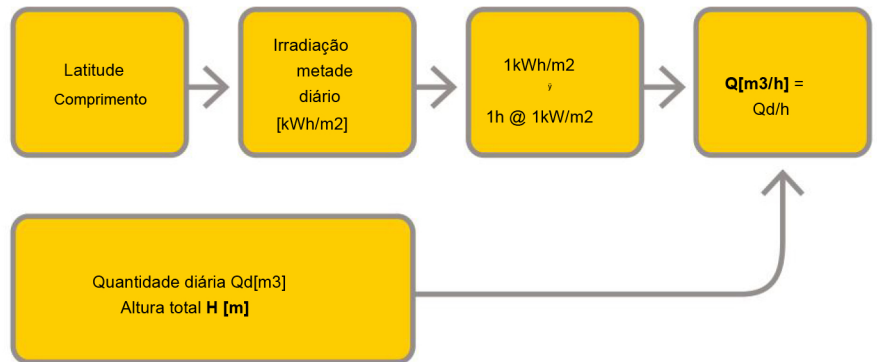 Latitude
Comprimento
Irradiação
metade
diário
[kWh/m2]
1kWh/m2
ÿ
1h @ 1kW/m2
Q[m3/h] =
Qd/h
Quantidade diária Qd[m3]
Altura total H [m]